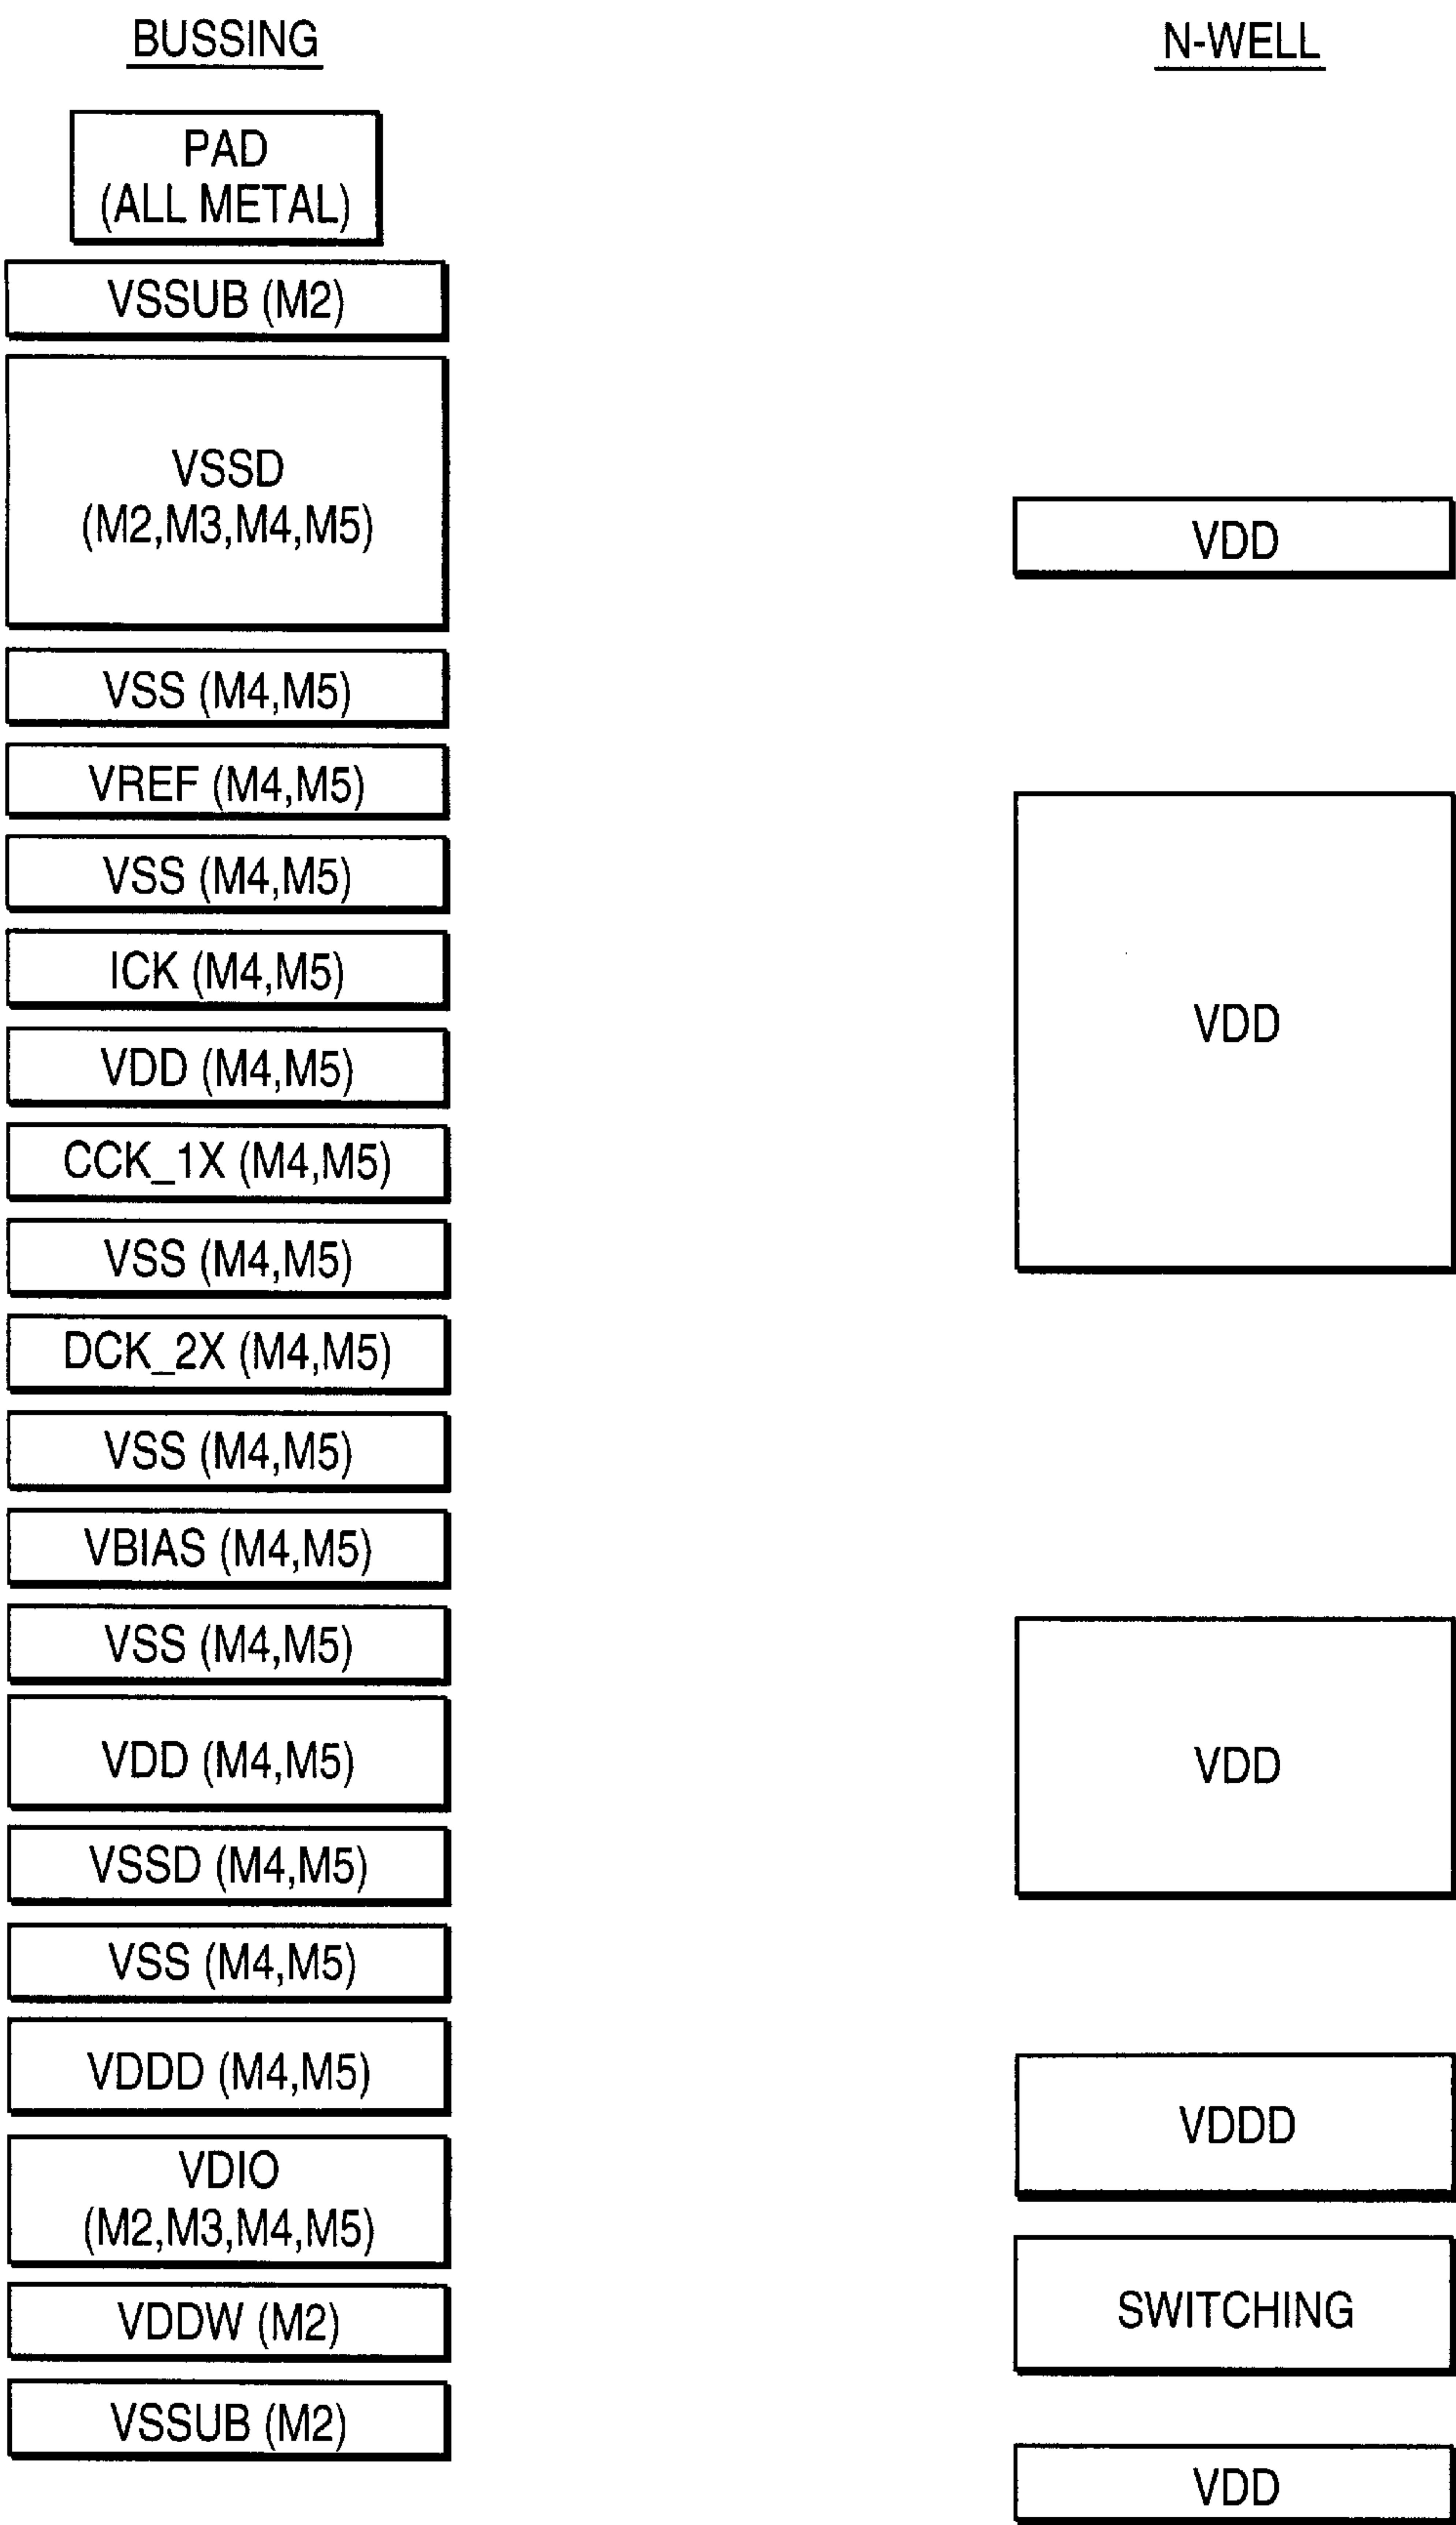 BUSSING
PAD
(ALL METAL)
VSSUB (M2)
VSSD
(M2,M3,M4,M5)
VSS (M4,M5)
VREF (M4,M5)
VSS (M4,M5)
ICK (M4,M5)
VDD (M4,M5)
CCK_1X (M4,M5)
VSS (M4,M5)
DCK_2X (M4,M5)
VSS (M4,M5)
VBIAS (M4,M5)
VSS (M4,M5)
VDD (M4,M5)
VSSD (M4,M5)
VSS (M4,M5)
VDDD (M4,M5)
VDIO
(M2,M3,M4,M5)
VDDW (M2)
VSSUB (M2)
N-WELL
VDD
VDD
VDD
VDDD
SWITCHING
VDD